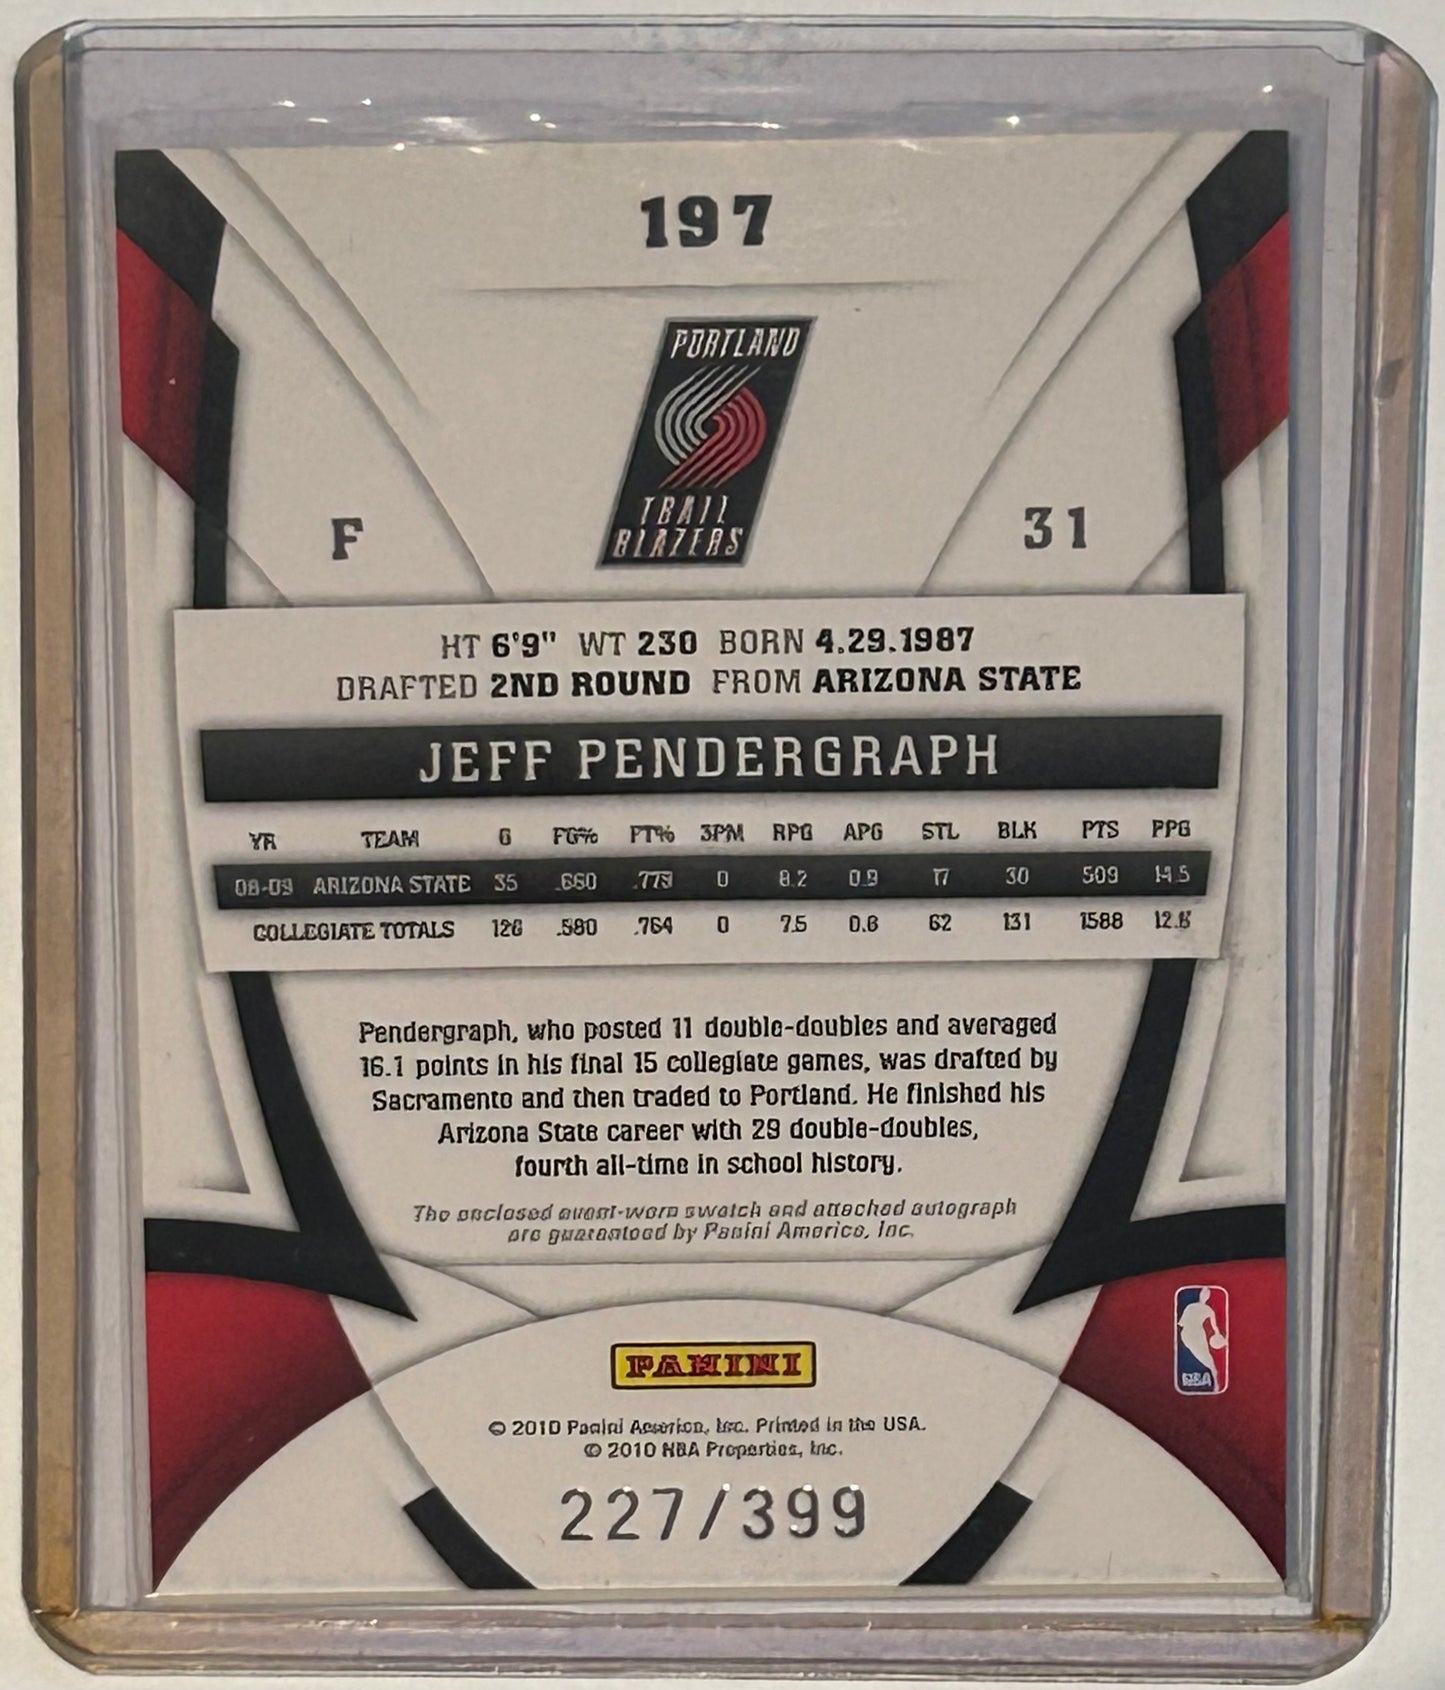 197
PORTLAND
TRAIL
BLAZERS
F
31
HT 6'9" WT 230 BORN 4.29.1987
DRAFTED 2ND ROUND FROM ARIZONA STATE
JEFF PENDERGRAPH
YR TEAM G FG% FT% 3PM RPG APG STL BLK PTS PPG
08-09 ARIZONA STATE 35 .660 .779 0 8.2 0.9 17 30 509 14.5
COLLEGIATE TOTALS 126 .590 .764 0 7.5 0.6 62 131 1588 12.6
Pendergraph, who posted 11 double-doubles and averaged
16.1 points in his final 15 collegiate games, was drafted by
Sacramento and then traded to Portland. He finished his
Arizona State career with 29 double-doubles,
fourth all-time in school history.
The enclosed event-worn swatch and attached autograph
are guaranteed by Panini America, Inc.
PANINI
NBA
© 2010 Panini America, Inc. Printed in the USA.
© 2010 NBA Properties, Inc.
227/399